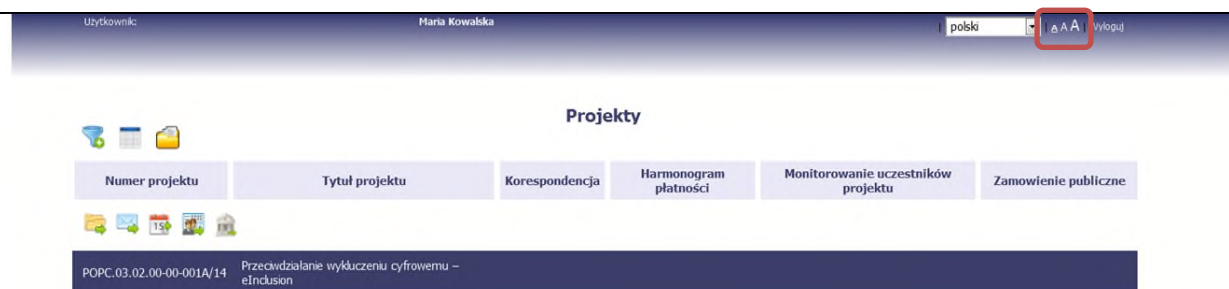 Użytkownik: Maria Kowalska | polski | A A A | Wyloguj
Projekty
Numer projektu Tytuł projektu Korespondencja Harmonogram płatności Monitorowanie uczestników projektu Zamowienie publiczne
POPC.03.02.00-00-001A/14 Przeciwdziałanie wykluczeniu cyfrowemu –
eInclusion